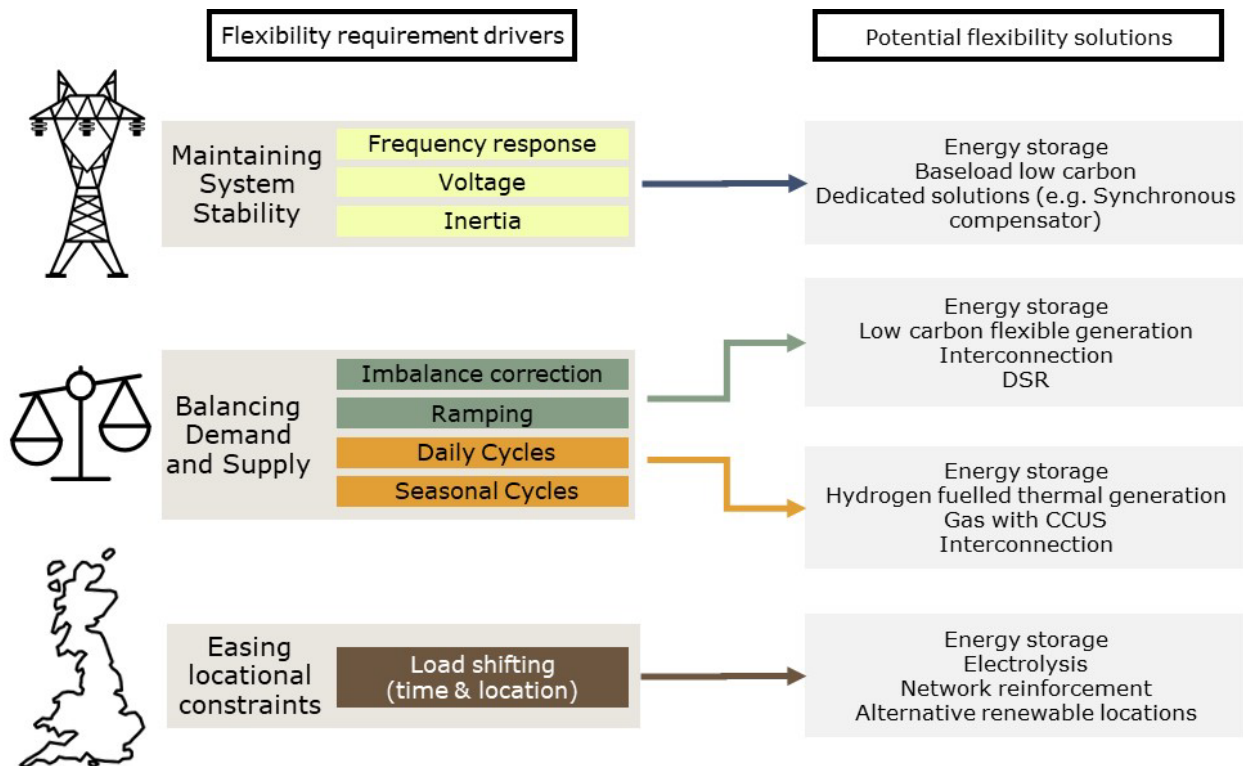 Flexibility requirement drivers
Potential flexibility solutions
Maintaining
System
Stability
Frequency response
Voltage
Inertia
Energy storage
Baseload low carbon
Dedicated solutions (e.g. Synchronous
compensator)
Balancing
Demand
and Supply
Imbalance correction
Ramping
Daily Cycles
Seasonal Cycles
Energy storage
Low carbon flexible generation
Interconnection
DSR
Energy storage
Hydrogen fuelled thermal generation
Gas with CCUS
Interconnection
Easing
locational
constraints
Load shifting
(time & location)
Energy storage
Electrolysis
Network reinforcement
Alternative renewable locations